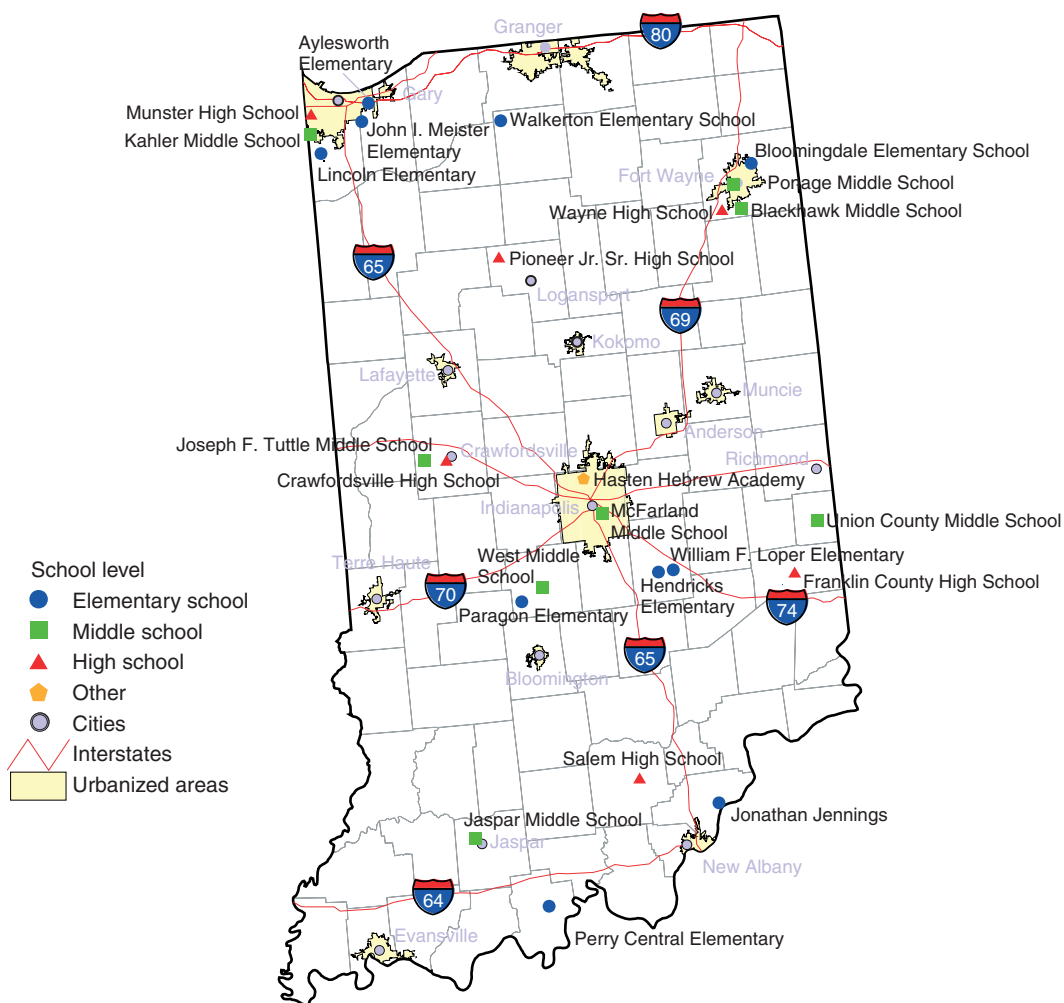 Granger
80
Aylesworth
Elementary
Gary
Munster High School
Kahler Middle School
John I. Meister
Elementary
Lincoln Elementary
Walkerton Elementary School
Bloomingdale Elementary School
Fort Wayne
Portage Middle School
Wayne High School
Blackhawk Middle School
65
Pioneer Jr. Sr. High School
Logansport
69
Kokomo
Lafayette
Muncie
Anderson
Joseph F. Tuttle Middle School
Crawfordsville
Crawfordsville High School
Richmond
Hasten Hebrew Academy
Indianapolis
McFarland
Middle School
Union County Middle School
West Middle
School
William F. Loper Elementary
Terre Haute
70
Hendricks
Elementary
Franklin County High School
74
Paragon Elementary
65
Bloomington
School level
Elementary school
Middle school
High school
Other
Cities
Interstates
Urbanized areas
Salem High School
Jonathan Jennings
Jaspar Middle School
Jaspar
New Albany
64
Evansville
Perry Central Elementary